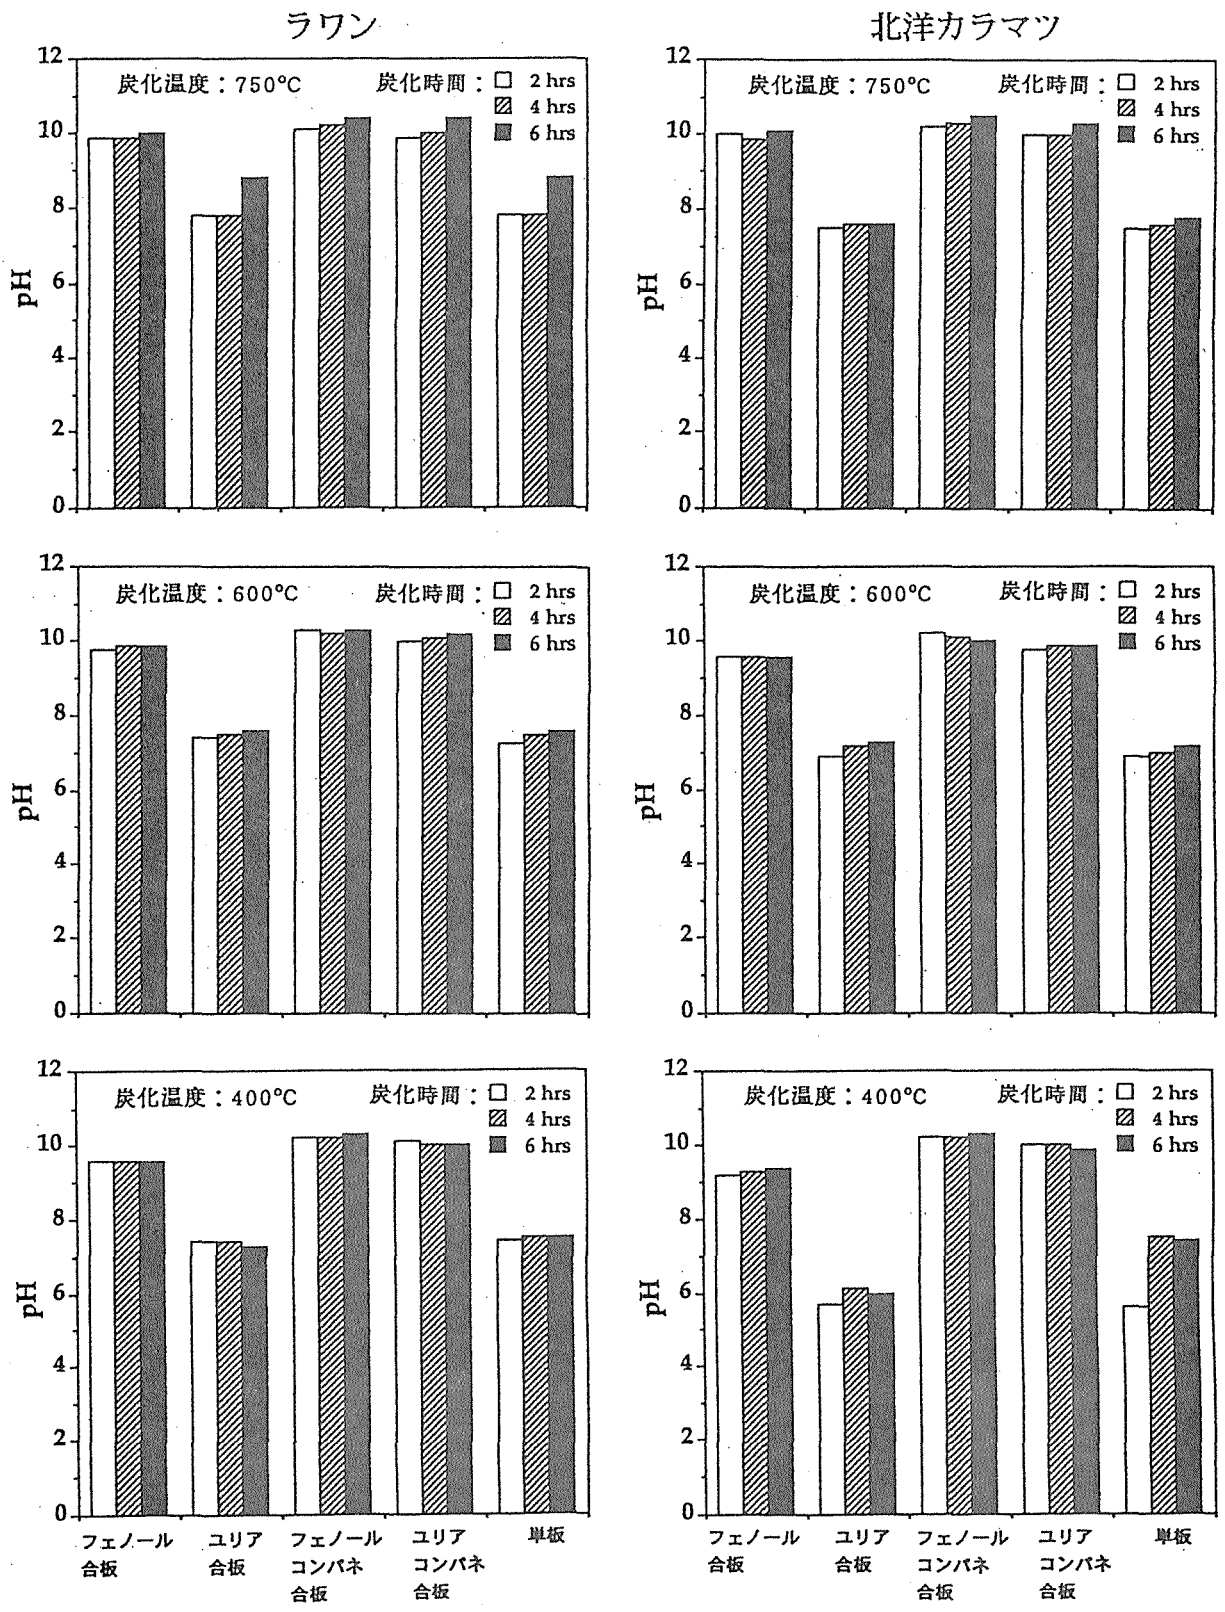 ラワン
北洋カラマツ
炭化温度：750°C 炭化時間： 2 hrs
4 hrs
6 hrs
12
10
8
6
4
2
0
pH
炭化温度：750°C 炭化時間： 2 hrs
4 hrs
6 hrs
12
10
8
6
4
2
0
pH
炭化温度：600°C 炭化時間： 2 hrs
4 hrs
6 hrs
12
10
8
6
4
2
0
pH
炭化温度：600°C 炭化時間： 2 hrs
4 hrs
6 hrs
12
10
8
6
4
2
0
pH
炭化温度：400°C 炭化時間： 2 hrs
4 hrs
6 hrs
12
10
8
6
4
2
0
pH
フェノール
合板
ユリア
合板
フェノール
コンパネ
合板
ユリア
コンパネ
合板
単板
炭化温度：400°C 炭化時間： 2 hrs
4 hrs
6 hrs
12
10
8
6
4
2
0
pH
フェノール
合板
ユリア
合板
フェノール
コンパネ
合板
ユリア
コンパネ
合板
単板